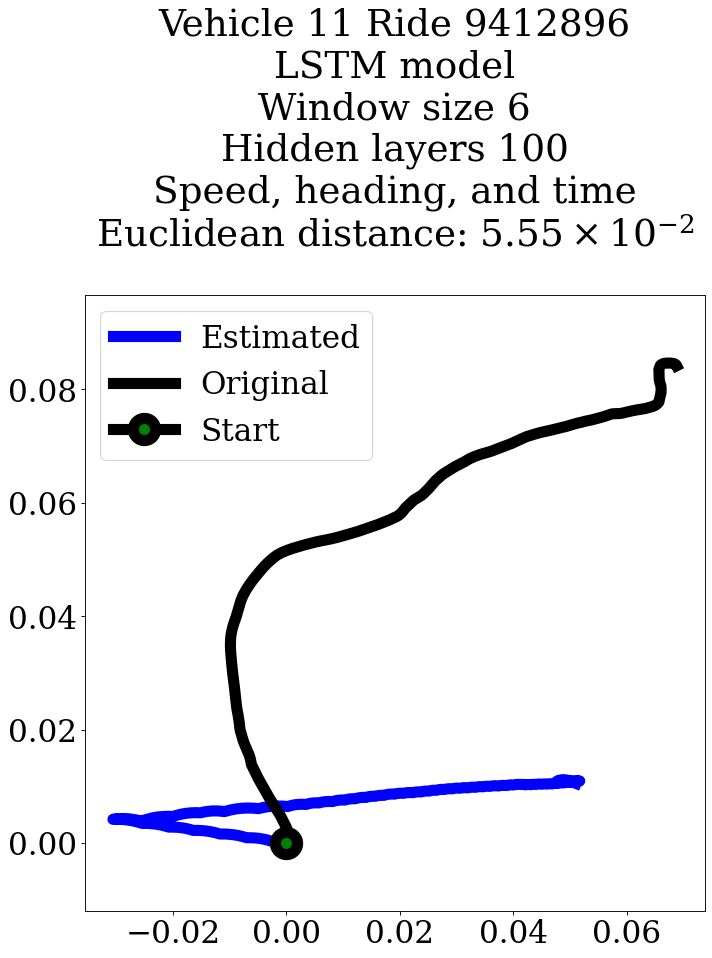 Vehicle 11 Ride 9412896
LSTM model
Window size 6
Hidden layers 100
Speed, heading, and time
Euclidean distance: 5.55 × 10⁻²
Estimated
Original
Start
0.08
0.06
0.04
0.02
0.00
−0.02 0.00 0.02 0.04 0.06